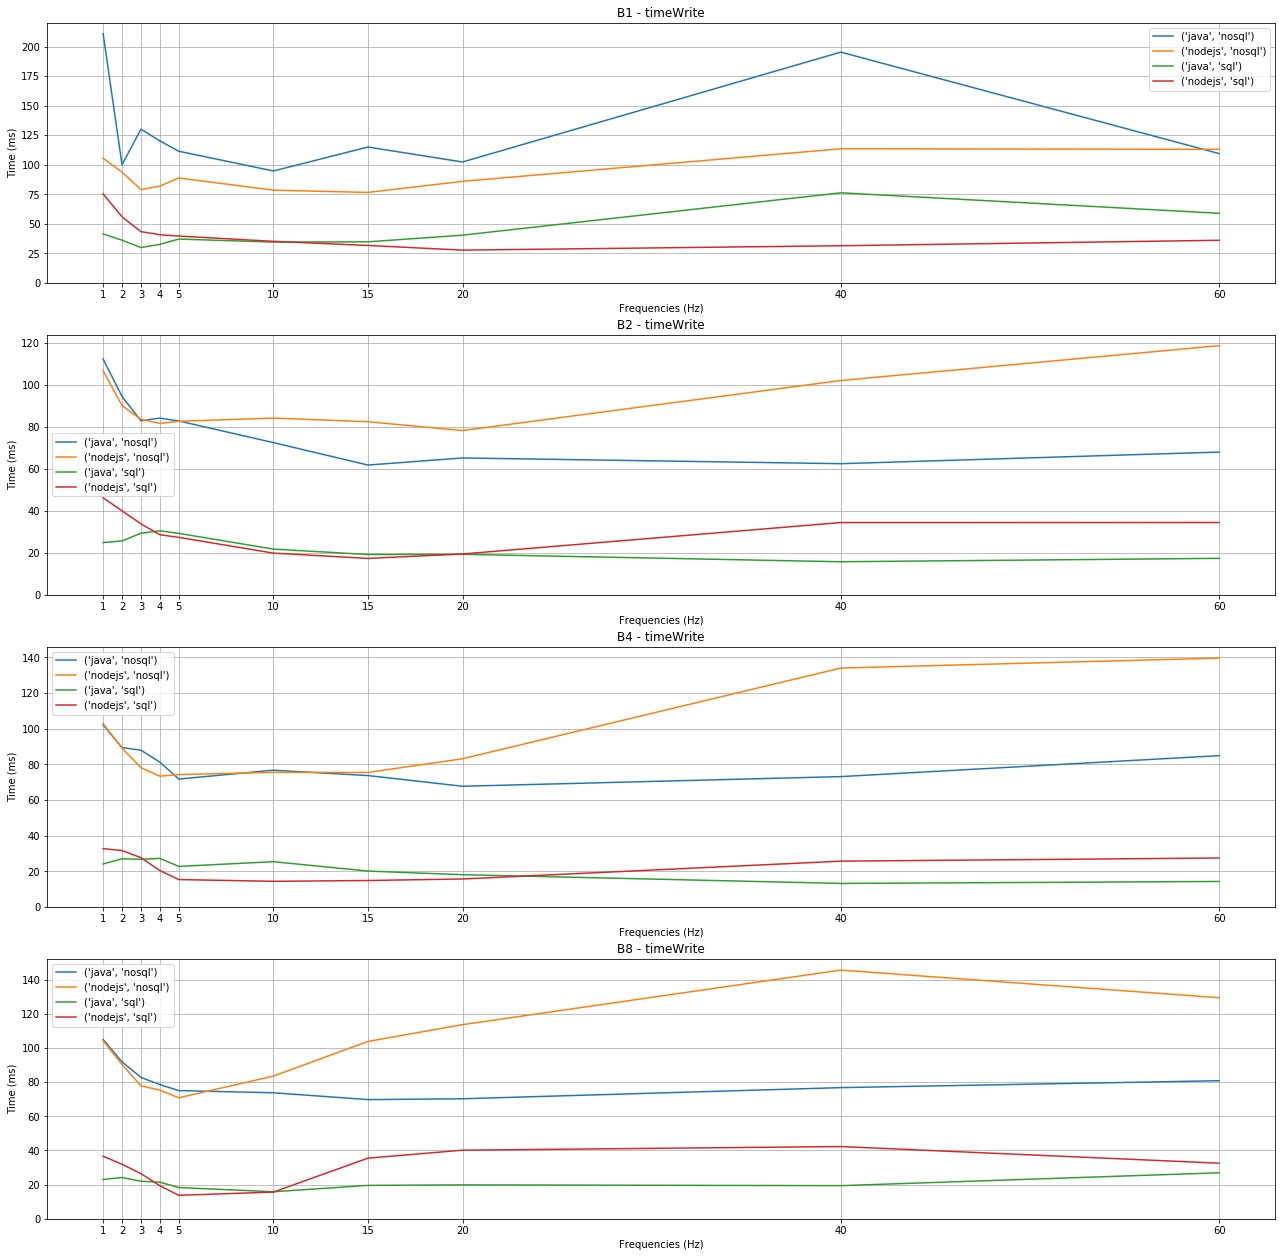 B1 - timeWrite
200
175
150
125
100
75
50
25
0
Time (ms)
('java', 'nosql')
('nodejs', 'nosql')
('java', 'sql')
('nodejs', 'sql')
1 2 3 4 5 10 15 20 40 60
Frequencies (Hz)
B2 - timeWrite
120
100
80
60
40
20
0
Time (ms)
('java', 'nosql')
('nodejs', 'nosql')
('java', 'sql')
('nodejs', 'sql')
1 2 3 4 5 10 15 20 40 60
Frequencies (Hz)
B4 - timeWrite
140
120
100
80
60
40
20
0
Time (ms)
('java', 'nosql')
('nodejs', 'nosql')
('java', 'sql')
('nodejs', 'sql')
1 2 3 4 5 10 15 20 40 60
Frequencies (Hz)
B8 - timeWrite
140
120
100
80
60
40
20
0
Time (ms)
('java', 'nosql')
('nodejs', 'nosql')
('java', 'sql')
('nodejs', 'sql')
1 2 3 4 5 10 15 20 40 60
Frequencies (Hz)